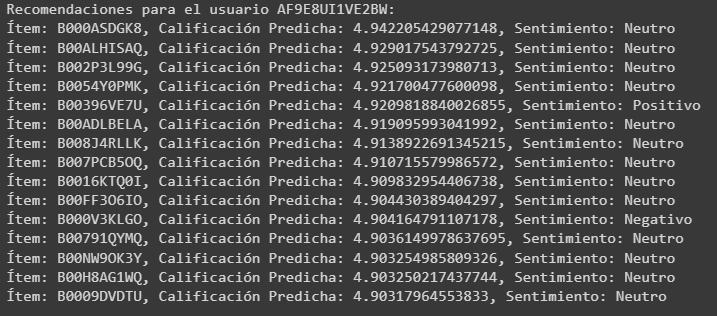 Recomendaciones para el usuario AF9E8UI1VE2BW:
Ítem: B000ASDGK8, Calificación Predicha: 4.942205429077148, Sentimiento: Neutro
Ítem: B00ALHISAQ, Calificación Predicha: 4.929017543792725, Sentimiento: Neutro
Ítem: B002P3L99G, Calificación Predicha: 4.925093173980713, Sentimiento: Neutro
Ítem: B0054Y0PMK, Calificación Predicha: 4.921700477600098, Sentimiento: Neutro
Ítem: B00396VE7U, Calificación Predicha: 4.9209818840026855, Sentimiento: Positivo
Ítem: B00ADLBELA, Calificación Predicha: 4.919095993041992, Sentimiento: Neutro
Ítem: B008J4RLLK, Calificación Predicha: 4.9138922691345215, Sentimiento: Neutro
Ítem: B007PCB5OQ, Calificación Predicha: 4.910715579986572, Sentimiento: Neutro
Ítem: B0016KTQ0I, Calificación Predicha: 4.909832954406738, Sentimiento: Neutro
Ítem: B00FF3O6IO, Calificación Predicha: 4.904430389404297, Sentimiento: Neutro
Ítem: B000V3KLGO, Calificación Predicha: 4.904164791107178, Sentimiento: Negativo
Ítem: B00791QYMQ, Calificación Predicha: 4.9036149978637695, Sentimiento: Neutro
Ítem: B00NW9OK3Y, Calificación Predicha: 4.903254985809326, Sentimiento: Neutro
Ítem: B00H8AG1WQ, Calificación Predicha: 4.903250217437744, Sentimiento: Neutro
Ítem: B0009DVDTU, Calificación Predicha: 4.90317964553833, Sentimiento: Neutro